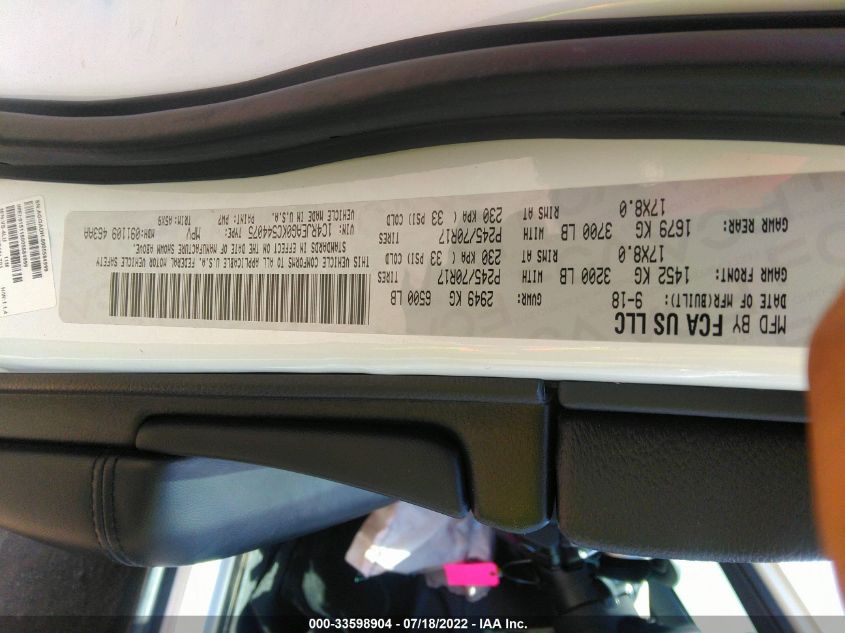 MFD BY FCA US LLC
DATE OF MFR(BUILT): 9-18 GVWR: 2949 KG 6500 LB
GAWR FRONT: 1452 KG 3200 LB WITH P245/70R17 TIRES
17X8.0 RIMS AT 230 KPA ( 33 PSI) COLD
GAWR REAR: 1679 KG 3700 LB WITH P245/70R17 TIRES
17X8.0 RIMS AT 230 KPA ( 33 PSI) COLD
THIS VEHICLE CONFORMS TO ALL APPLICABLE U.S.A. FEDERAL MOTOR VEHICLE SAFETY
STANDARDS IN EFFECT ON THE DATE OF MANUFACTURE SHOWN ABOVE.
VIN: 1C4RJEAG0KC540975 TYPE: MPV MDH:091109 463AA
VEHICLE MADE IN U.S.A. PAINT: PW7 TRIM:A5X9
000-33598904 / 07/18/2022 - IAA Inc.